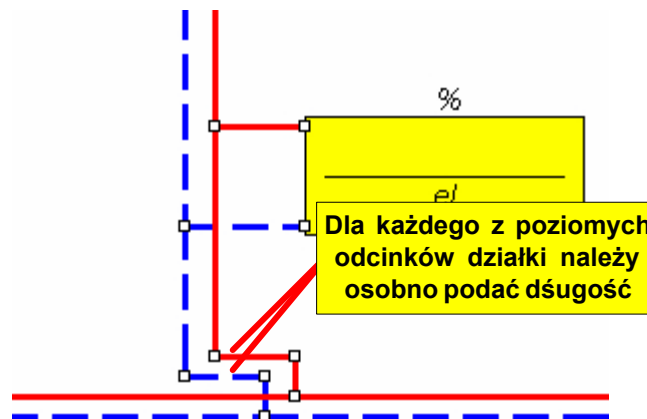 %
el
Dla każdego z poziomych
odcinków działki należy
osobno podać dśugość